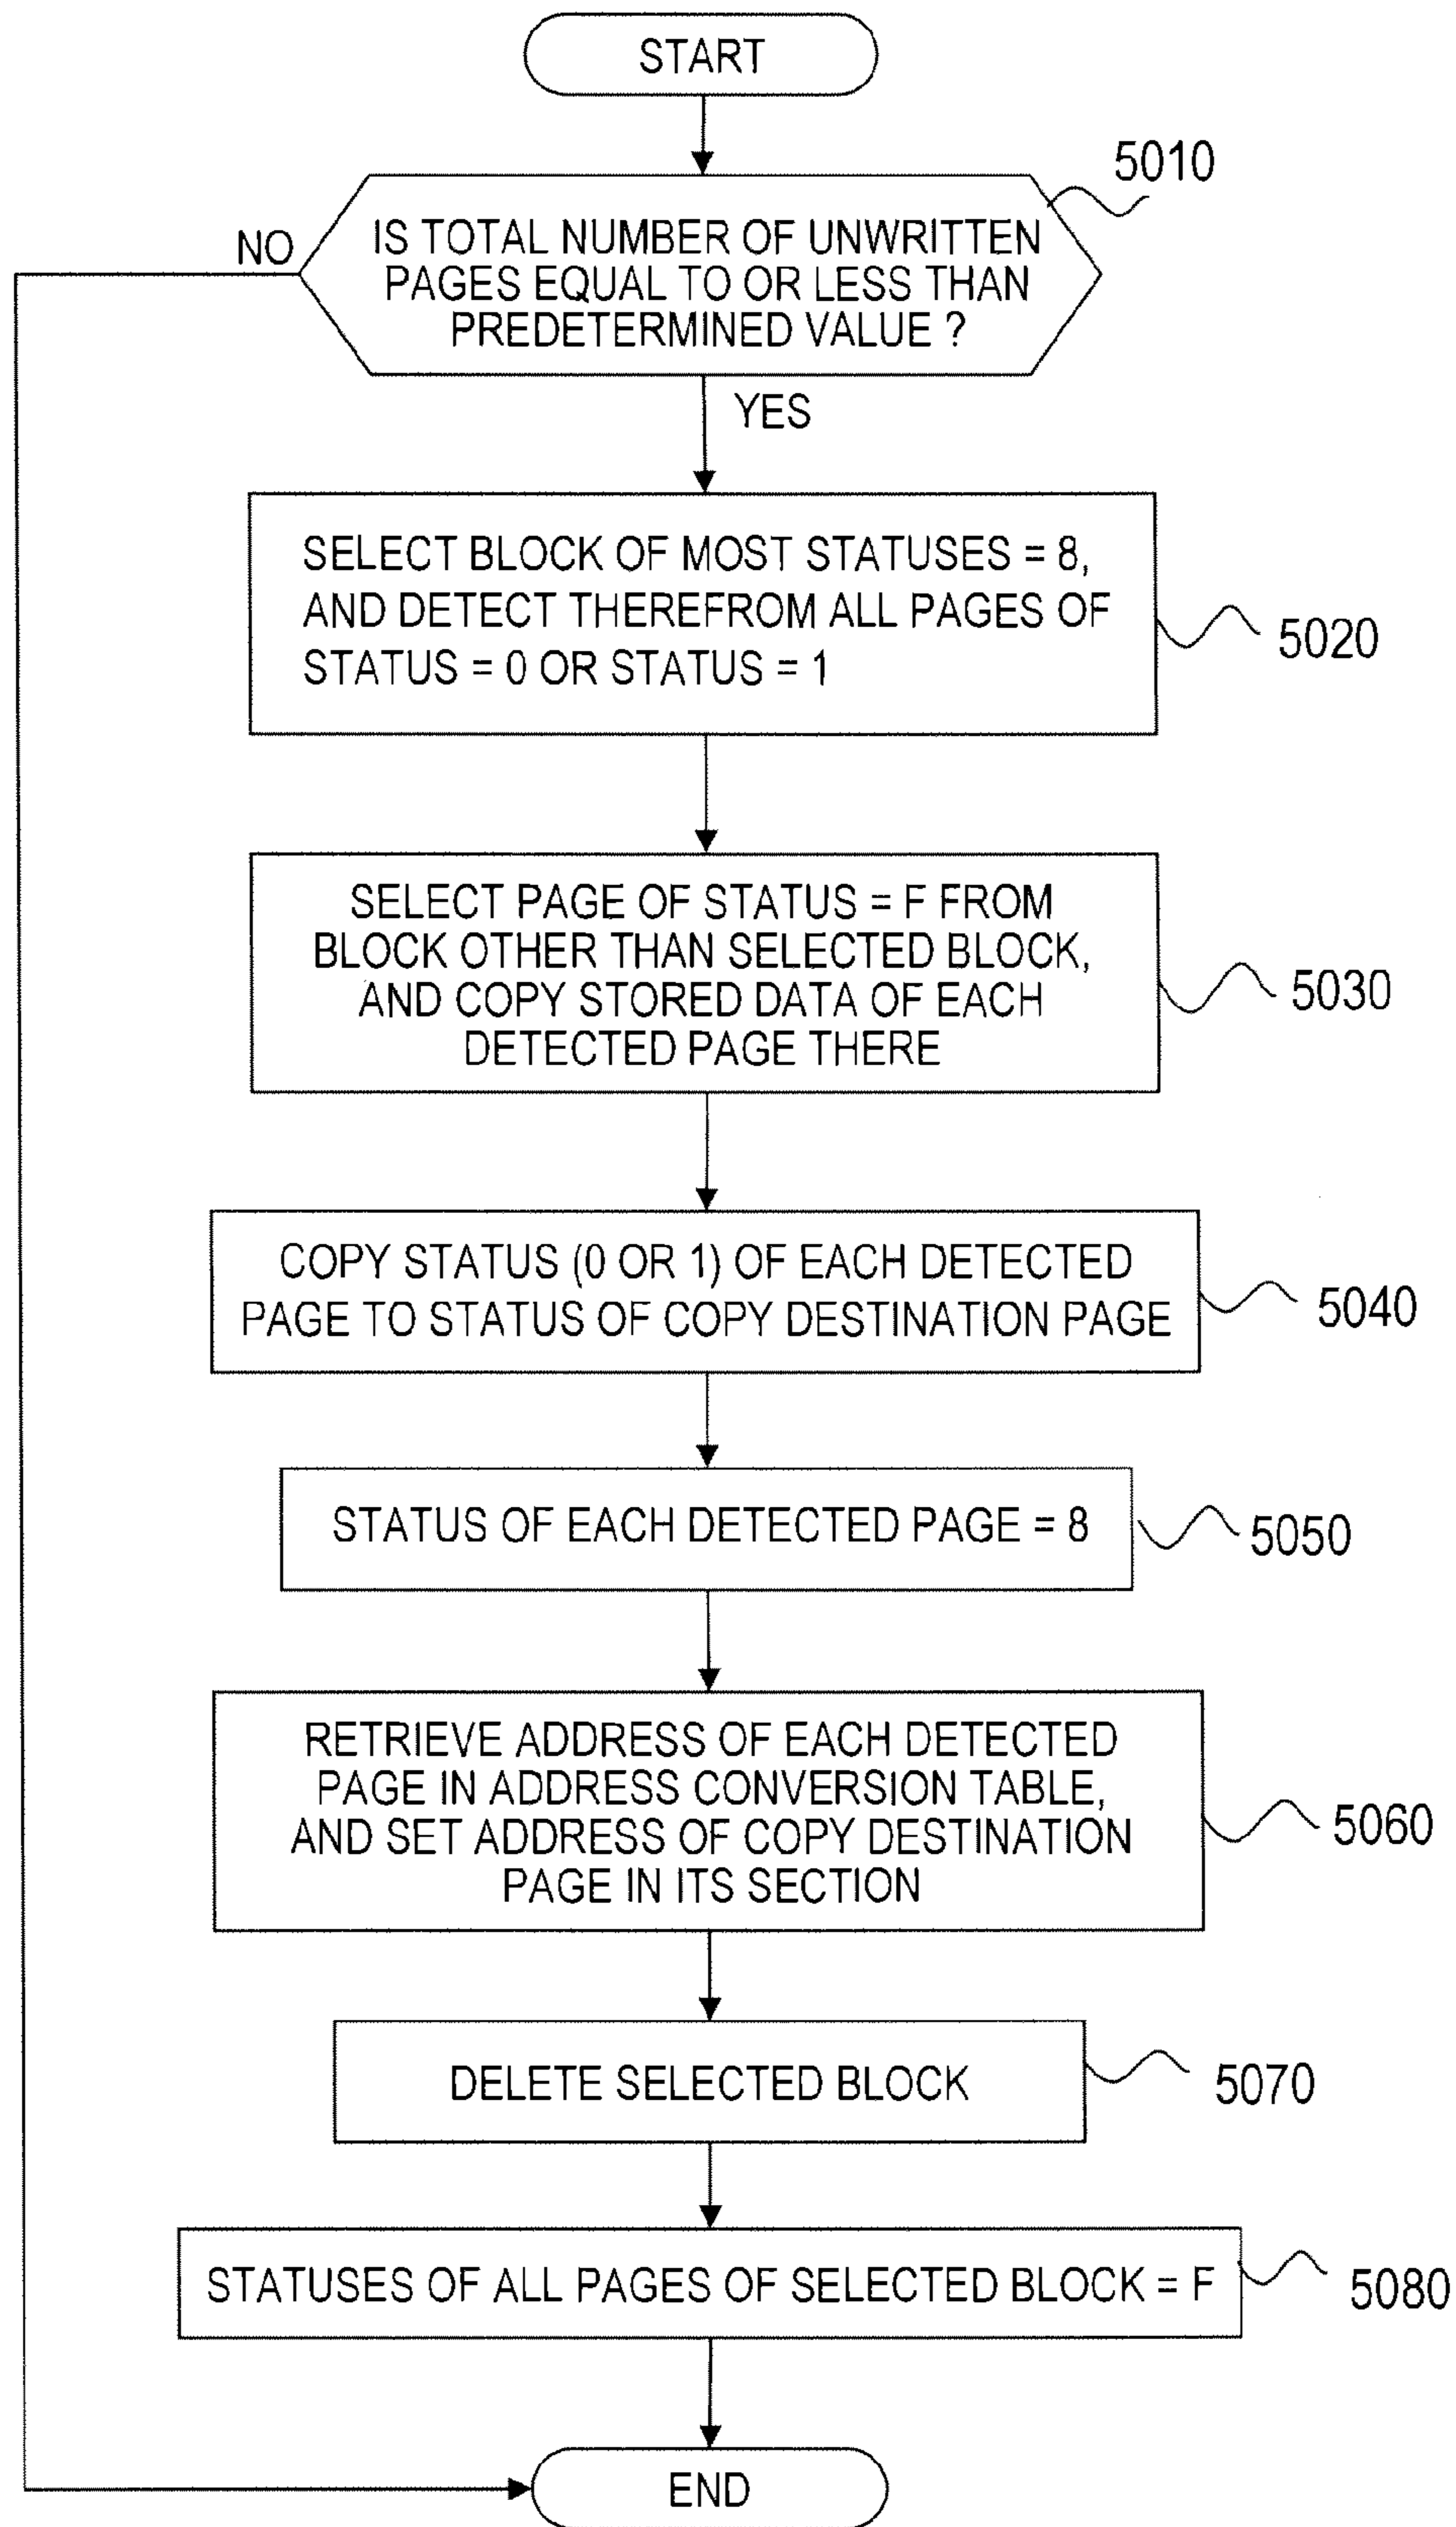 START
5010
NO
IS TOTAL NUMBER OF UNWRITTEN
PAGES EQUAL TO OR LESS THAN
PREDETERMINED VALUE ?
YES
SELECT BLOCK OF MOST STATUSES = 8,
AND DETECT THEREFROM ALL PAGES OF
STATUS = 0 OR STATUS = 1
5020
SELECT PAGE OF STATUS = F FROM
BLOCK OTHER THAN SELECTED BLOCK,
AND COPY STORED DATA OF EACH
DETECTED PAGE THERE
5030
COPY STATUS (0 OR 1) OF EACH DETECTED
PAGE TO STATUS OF COPY DESTINATION PAGE
5040
STATUS OF EACH DETECTED PAGE = 8
5050
RETRIEVE ADDRESS OF EACH DETECTED
PAGE IN ADDRESS CONVERSION TABLE,
AND SET ADDRESS OF COPY DESTINATION
PAGE IN ITS SECTION
5060
DELETE SELECTED BLOCK
5070
STATUSES OF ALL PAGES OF SELECTED BLOCK = F
5080
END